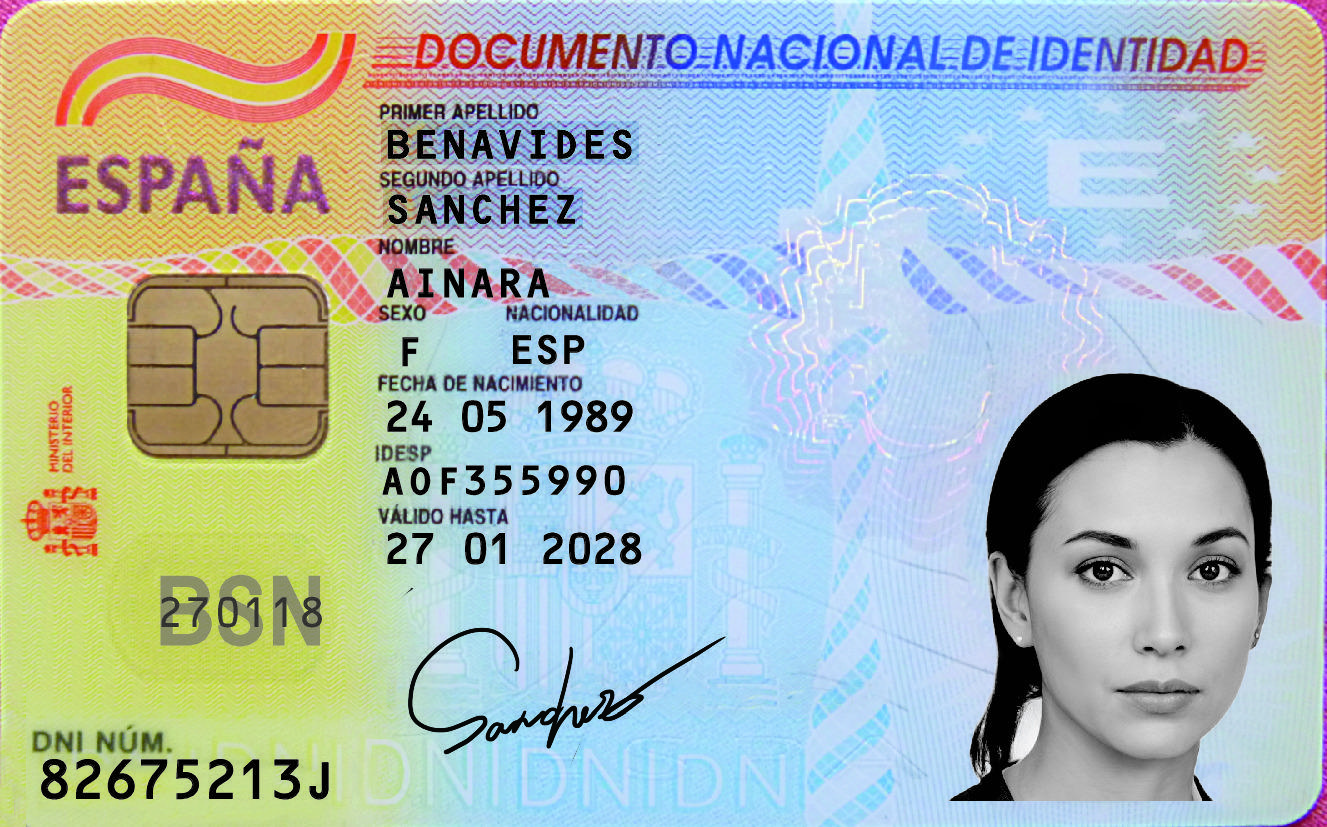 DOCUMENTO NACIONAL DE IDENTIDAD
ESPAÑA
PRIMER APELLIDO
BENAVIDES
SEGUNDO APELLIDO
SANCHEZ
NOMBRE
AINARA
SEXO NACIONALIDAD
F ESP
FECHA DE NACIMIENTO
24 05 1989
IDESP
A0F355990
VÁLIDO HASTA
27 01 2028
MINISTERIO
DEL INTERIOR
E
BSN
270118
Sanchez
DNI NÚM.
82675213J
DNIDNIDNIDN